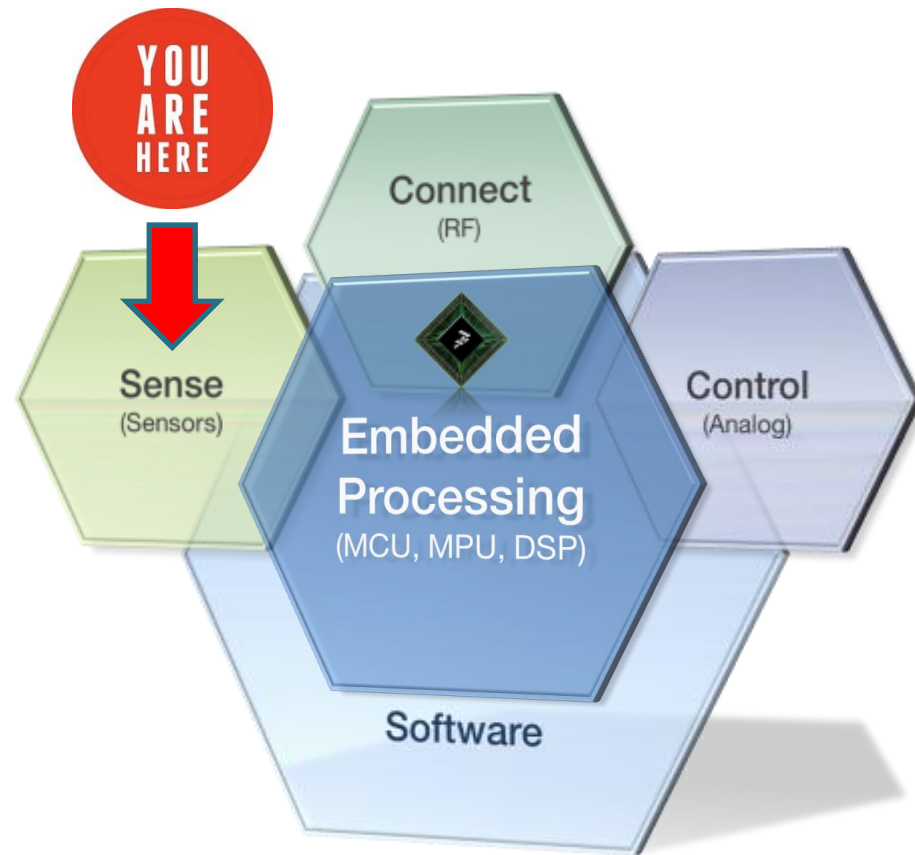 YOU
ARE
HERE
Connect
(RF)
Sense
(Sensors)
Control
(Analog)
Embedded
Processing
(MCU, MPU, DSP)
Software